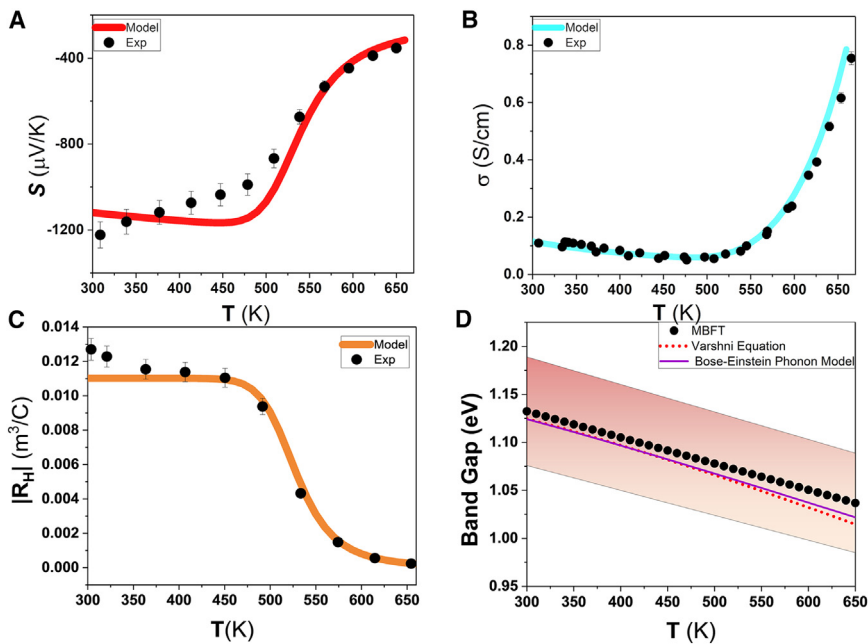 A
Model
Exp
-400
-800
-1200
S (μV/K)
300 350 400 450 500 550 600 650
T (K)
B
Model
Exp
0.8
0.6
0.4
0.2
0.0
σ (S/cm)
300 350 400 450 500 550 600 650
T (K)
C
Model
Exp
0.014
0.012
0.010
0.008
0.006
0.004
0.002
0.000
|R_H| (m³/C)
300 350 400 450 500 550 600 650
T(K)
D
MBFT
Varshni Equation
Bose-Einstein Phonon Model
1.20
1.15
1.10
1.05
1.00
0.95
Band Gap (eV)
300 350 400 450 500 550 600 650
T (K)